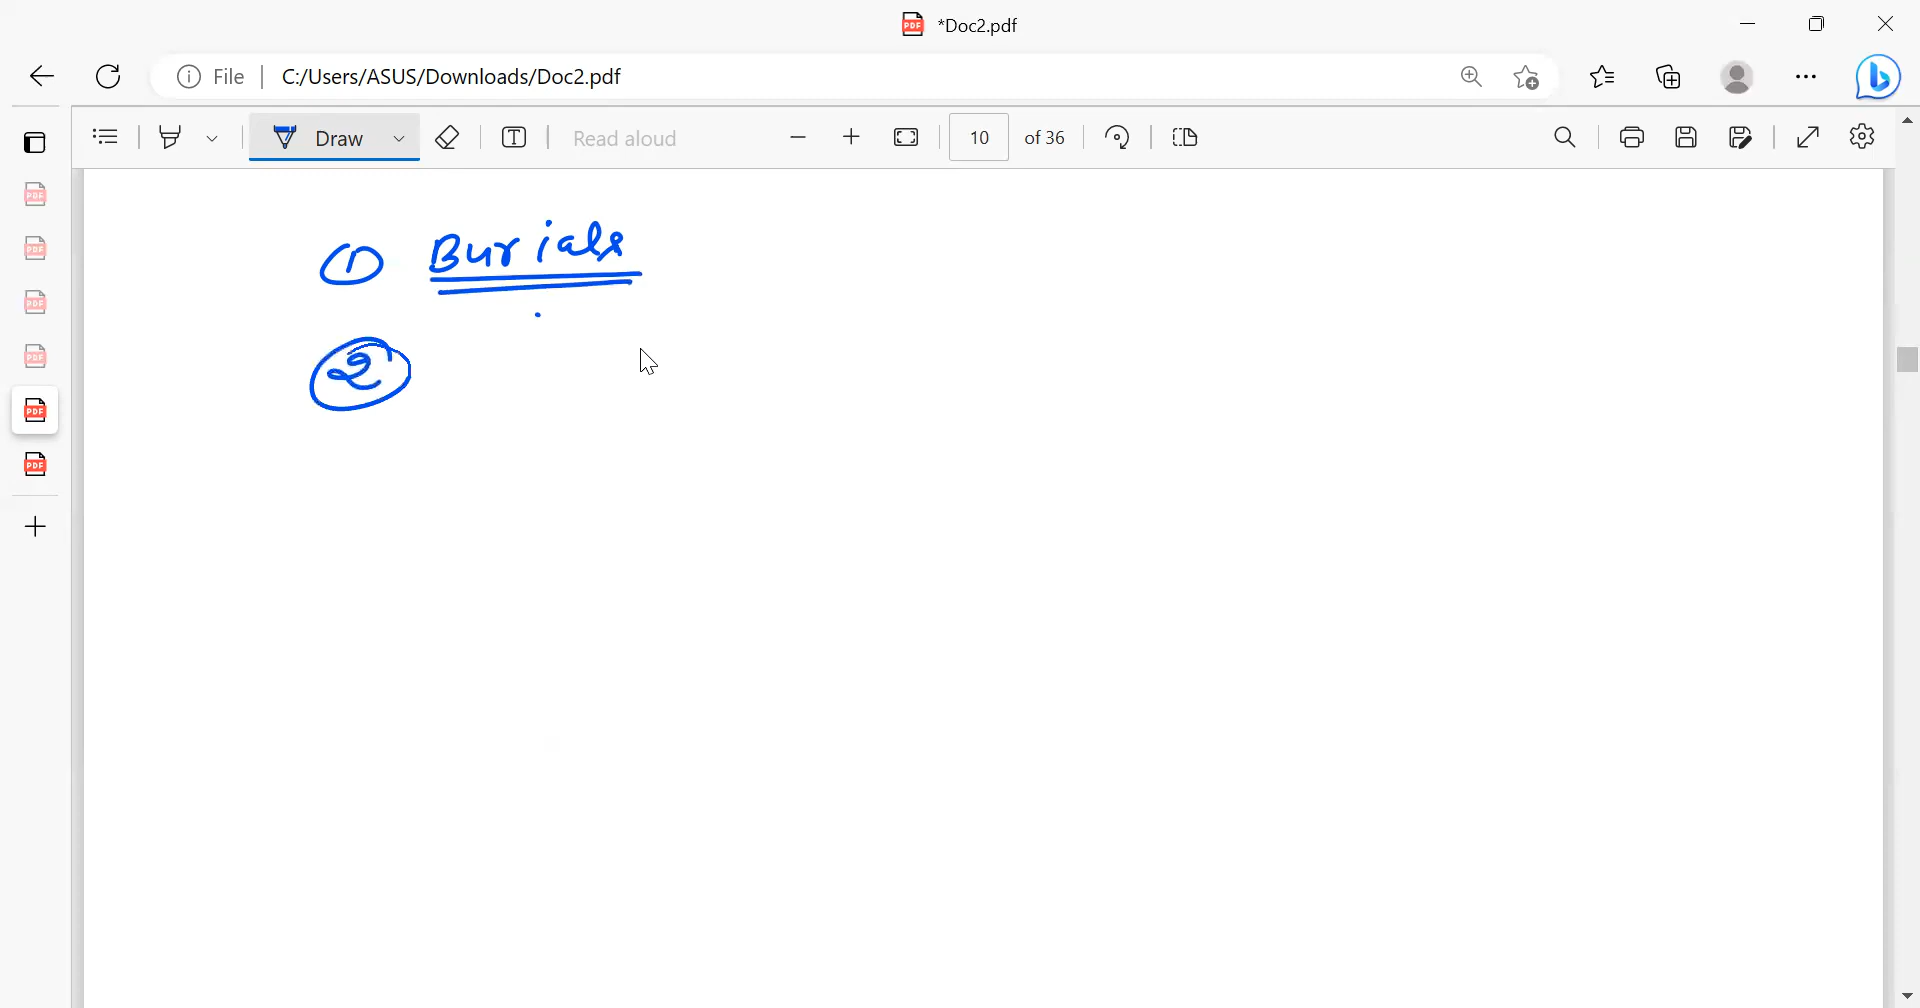 *Doc2.pdf
File | C:/Users/ASUS/Downloads/Doc2.pdf
Draw Read aloud 10 of 36
① Burials
②